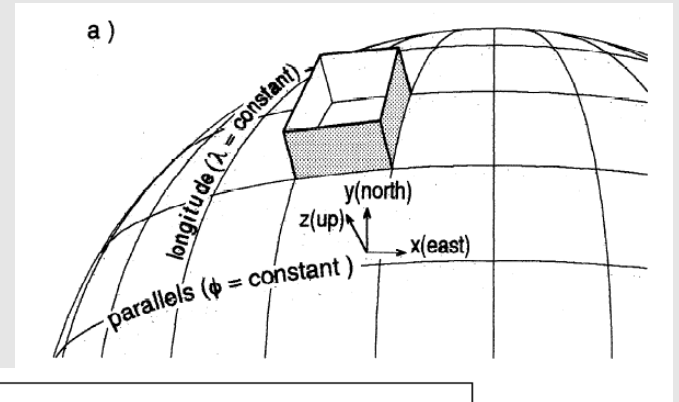 a )
longitude (λ = constant)
y(north)
z(up)
x(east)
parallels (ϕ = constant )